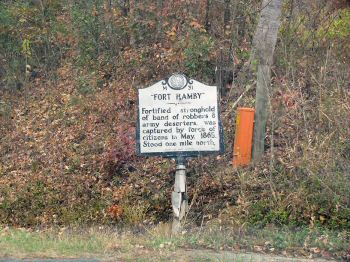 M 31
"FORT HAMBY"
Fortified stronghold
of band of robbers &
army deserters, was
captured by force of
citizens in May, 1865.
Stood one mile north.